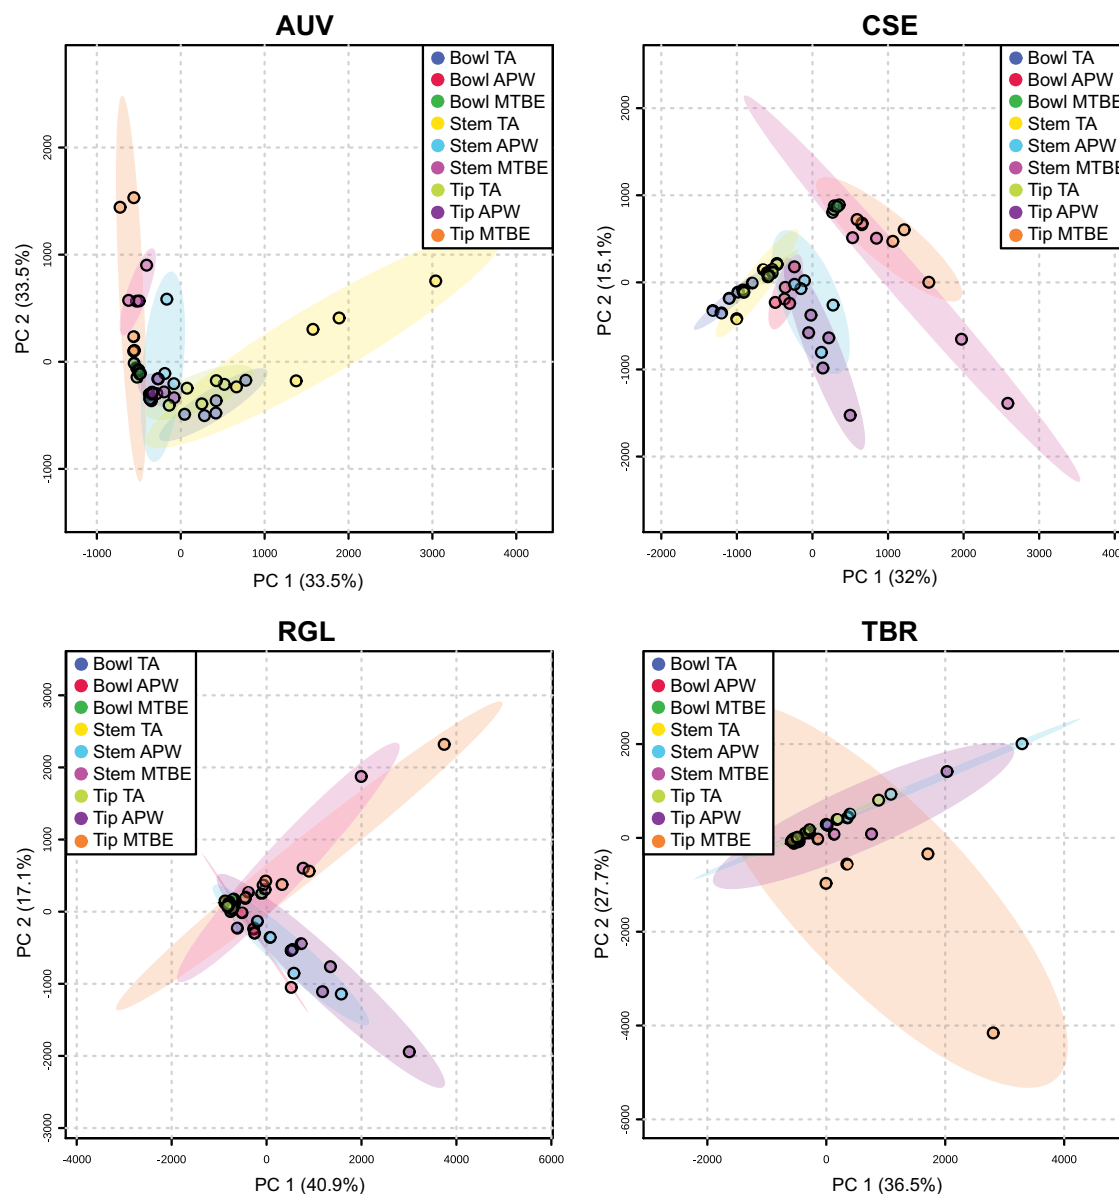 AUV
Bowl TA
Bowl APW
Bowl MTBE
Stem TA
Stem APW
Stem MTBE
Tip TA
Tip APW
Tip MTBE
PC 2 (33.5%)
2000
1000
0
-1000
-1000 0 1000 2000 3000 4000
PC 1 (33.5%)
CSE
Bowl TA
Bowl APW
Bowl MTBE
Stem TA
Stem APW
Stem MTBE
Tip TA
Tip APW
Tip MTBE
PC 2 (15.1%)
2000
1000
0
-1000
-2000
-2000 -1000 0 1000 2000 3000 400
PC 1 (32%)
RGL
Bowl TA
Bowl APW
Bowl MTBE
Stem TA
Stem APW
Stem MTBE
Tip TA
Tip APW
Tip MTBE
PC 2 (17.1%)
3000
2000
1000
0
-1000
-2000
-3000
-4000 -2000 0 2000 4000 6000
PC 1 (40.9%)
TBR
Bowl TA
Bowl APW
Bowl MTBE
Stem TA
Stem APW
Stem MTBE
Tip TA
Tip APW
Tip MTBE
PC 2 (27.7%)
2000
0
-2000
-4000
-6000
-2000 0 2000 4000
PC 1 (36.5%)